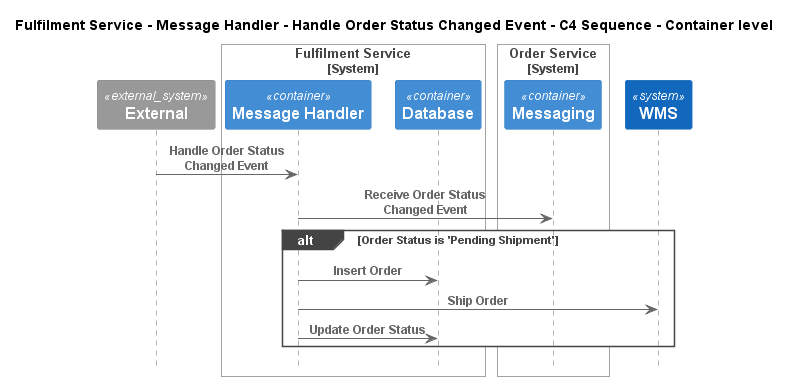 Fulfilment Service - Message Handler - Handle Order Status Changed Event - C4 Sequence - Container level
Fulfilment Service
[System]
Order Service
[System]
«external_system»
External
«container»
Message Handler
«container»
Database
«container»
Messaging
«system»
WMS
Handle Order Status
Changed Event
Receive Order Status
Changed Event
alt
[Order Status is 'Pending Shipment']
Insert Order
Ship Order
Update Order Status